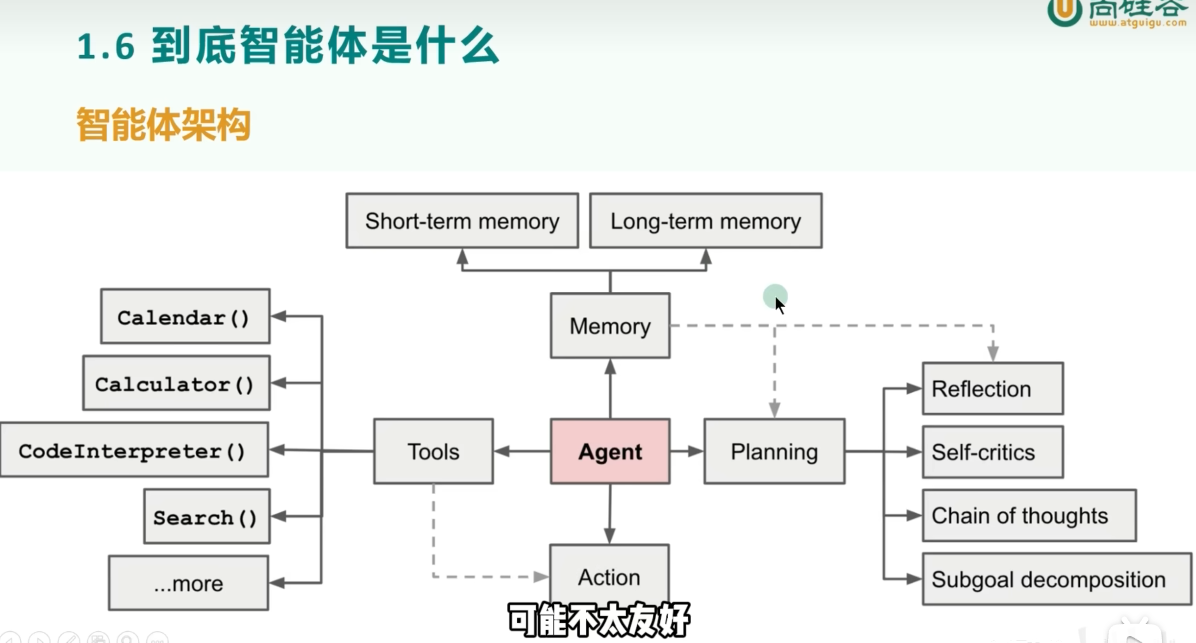 尚硅谷
www.atguigu.com
1.6 到底智能体是什么
智能体架构
Short-term memory
Long-term memory
Calendar()
Memory
Calculator()
Reflection
CodeInterpreter()
Tools
Agent
Planning
Self-critics
Search()
Chain of thoughts
...more
Action
Subgoal decomposition
可能不太友好